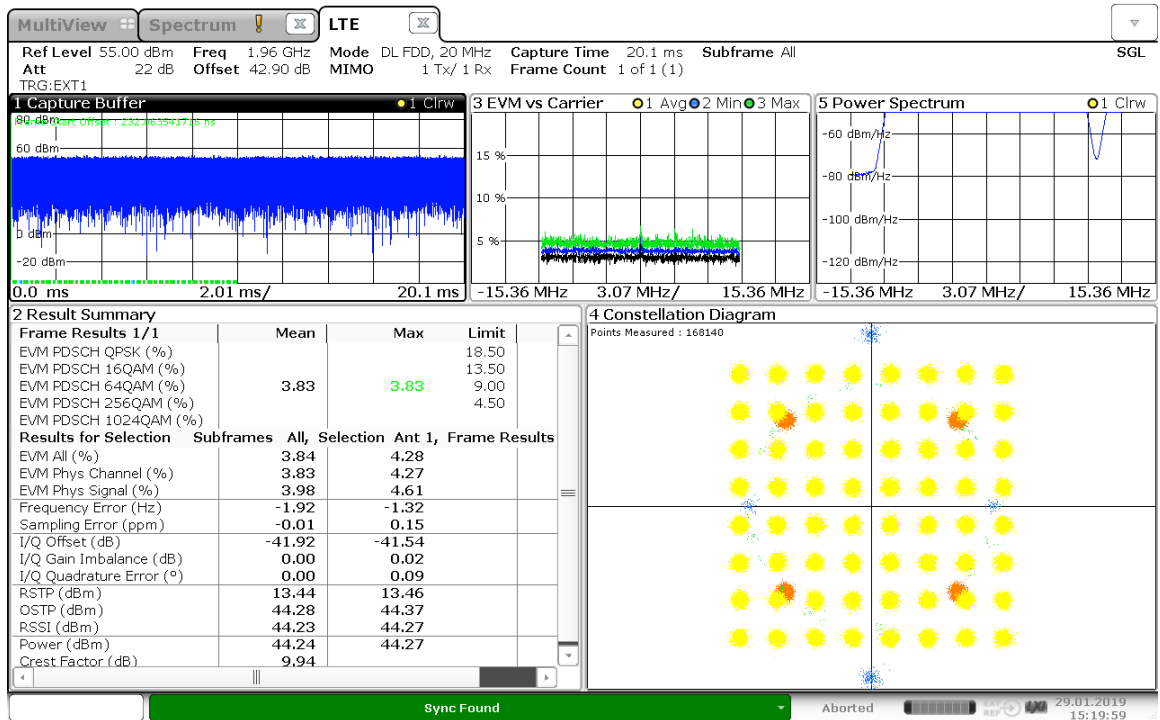 MultiView Spectrum LTE
Ref Level 55.00 dBm Freq 1.96 GHz Mode DL FDD, 20 MHz Capture Time 20.1 ms Subframe All SGL
Att 22 dB Offset 42.90 dB MIMO 1 Tx/ 1 Rx Frame Count 1 of 1 (1)
TRG:EXT1
1 Capture Buffer 1 Clrw
80 dBm
Frame Start Offset : 232.063541716 ns
60 dBm
0 dBm
-20 dBm
0.0 ms 2.01 ms/ 20.1 ms
3 EVM vs Carrier 1 Avg 2 Min 3 Max
15 %
10 %
5 %
-15.36 MHz 3.07 MHz/ 15.36 MHz
5 Power Spectrum 1 Clrw
-60 dBm/Hz
-80 dBm/Hz
-100 dBm/Hz
-120 dBm/Hz
-15.36 MHz 3.07 MHz/ 15.36 MHz
2 Result Summary
Frame Results 1/1 Mean Max Limit
EVM PDSCH QPSK (%) 18.50
EVM PDSCH 16QAM (%) 13.50
EVM PDSCH 64QAM (%) 3.83 3.83 9.00
EVM PDSCH 256QAM (%) 4.50
EVM PDSCH 1024QAM (%)
Results for Selection Subframes All, Selection Ant 1, Frame Results
EVM All (%) 3.84 4.28
EVM Phys Channel (%) 3.83 4.27
EVM Phys Signal (%) 3.98 4.61
Frequency Error (Hz) -1.92 -1.32
Sampling Error (ppm) -0.01 0.15
I/Q Offset (dB) -41.92 -41.54
I/Q Gain Imbalance (dB) 0.00 0.02
I/Q Quadrature Error (°) 0.00 0.09
RSTP (dBm) 13.44 13.46
OSTP (dBm) 44.28 44.37
RSSI (dBm) 44.23 44.27
Power (dBm) 44.24 44.27
Crest Factor (dB) 9.94
4 Constellation Diagram
Points Measured : 168140
Sync Found
Aborted
EXT
REF
LXI
29.01.2019
15:19:59